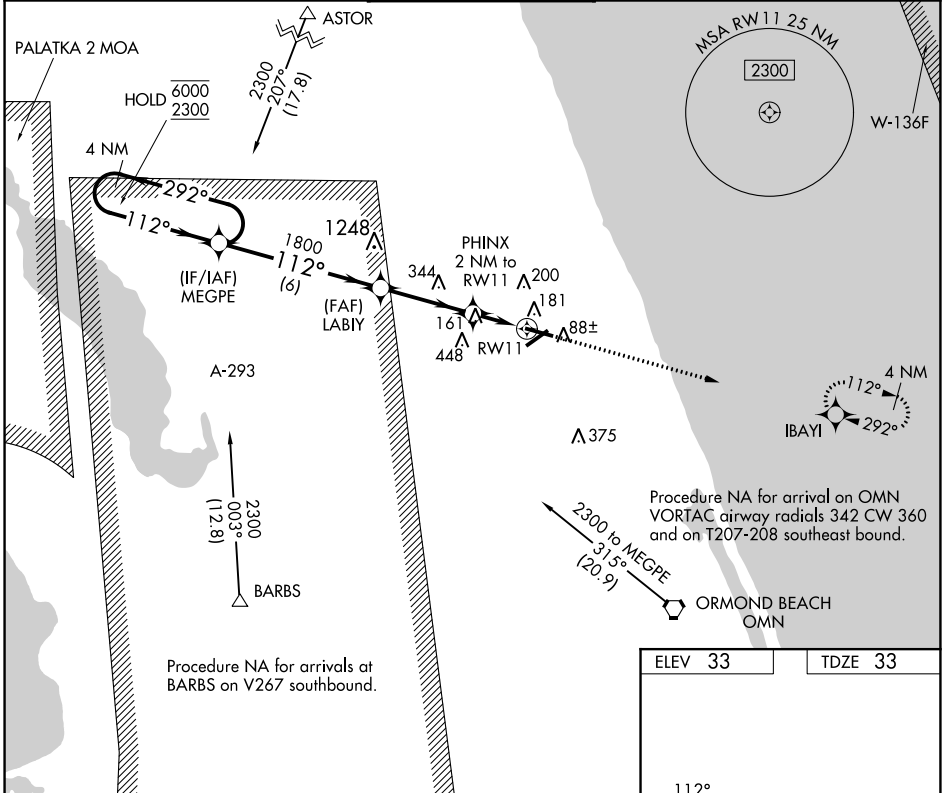 ASTOR
PALATKA 2 MOA
2300
207°
(17.8)
HOLD 6000
2300
4 NM
MSA RW11 25 NM
2300
W-136F
292°
112°
(IF/IAF)
MEGPE
1800
112°
(6)
1248
(FAF)
LABIY
344
PHINX
2 NM to
RW11
200
181
161
448
RW11
88±
A-293
375
4 NM
112°
292°
IBAYI
Procedure NA for arrival on OMN
VORTAC airway radials 342 CW 360
and on T207-208 southeast bound.
2300
003°
(12.8)
BARBS
2300 to MEGPE
315°
(20.9)
ORMOND BEACH
OMN
Procedure NA for arrivals at
BARBS on V267 southbound.
ELEV 33
TDZE 33
112°